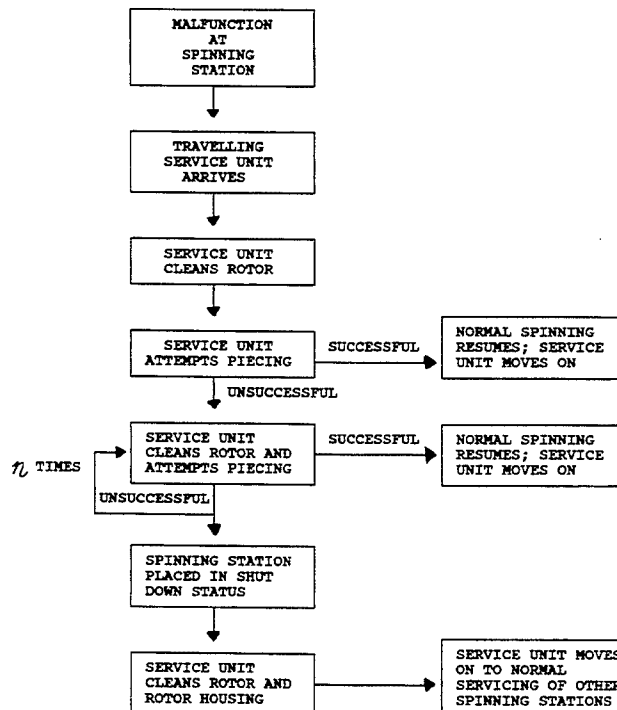 MALFUNCTION
AT
SPINNING
STATION
TRAVELLING
SERVICE UNIT
ARRIVES
SERVICE UNIT
CLEANS ROTOR
SERVICE UNIT
ATTEMPTS PIECING
SUCCESSFUL
NORMAL SPINNING
RESUMES; SERVICE
UNIT MOVES ON
UNSUCCESSFUL
SERVICE UNIT
CLEANS ROTOR AND
ATTEMPTS PIECING
SUCCESSFUL
NORMAL SPINNING
RESUMES; SERVICE
UNIT MOVES ON
n TIMES
UNSUCCESSFUL
SPINNING STATION
PLACED IN SHUT
DOWN STATUS
SERVICE UNIT
CLEANS ROTOR AND
ROTOR HOUSING
SERVICE UNIT MOVES
ON TO NORMAL
SERVICING OF OTHER
SPINNING STATIONS